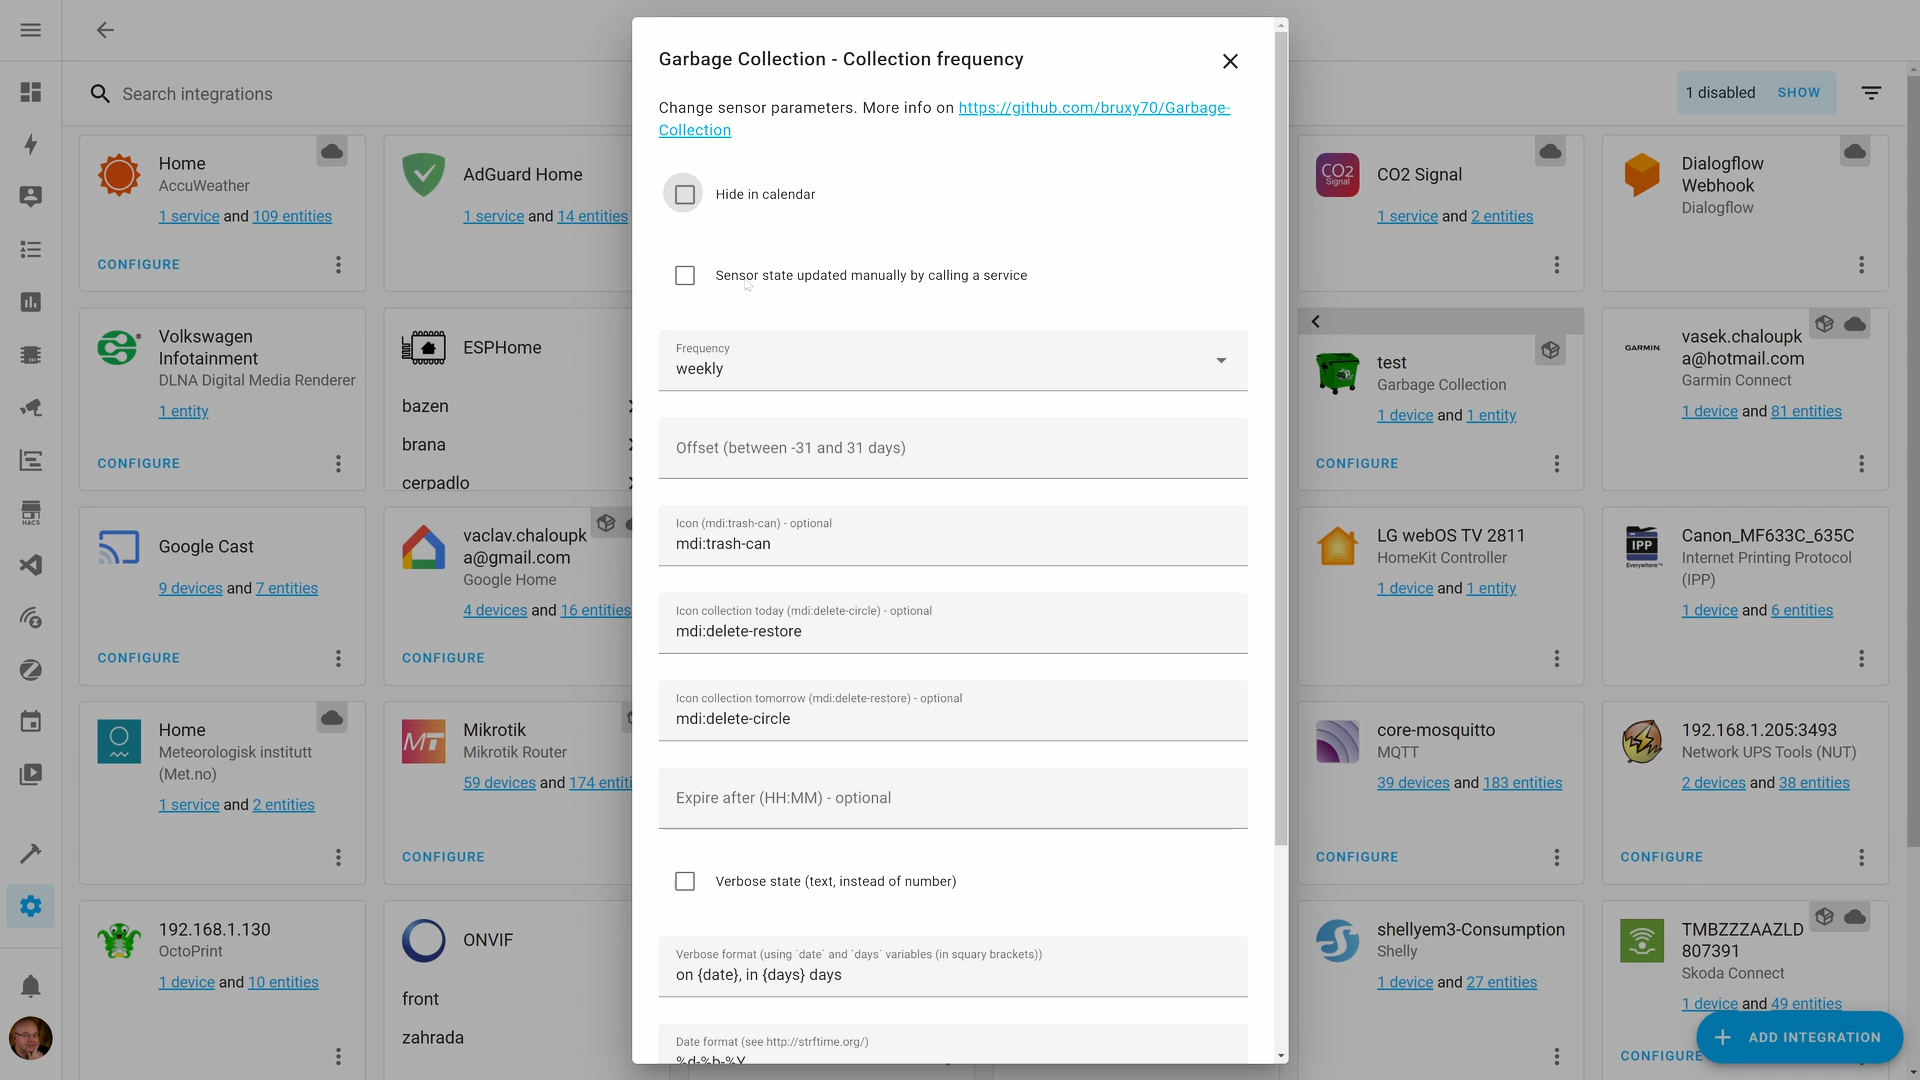 Search integrations
1 disabled
SHOW
Home
AccuWeather
1 service and 109 entities
CONFIGURE
AdGuard Home
1 service and 14 entities
CO2
Signal
CO2 Signal
1 service and 2 entities
Dialogflow
Webhook
Dialogflow
Volkswagen
Infotainment
DLNA Digital Media Renderer
1 entity
CONFIGURE
ESPHome
bazen
brana
cerpadlo
test
Garbage Collection
1 device and 1 entity
CONFIGURE
GARMIN.
vasek.chaloupk
a@hotmail.com
Garmin Connect
1 device and 81 entities
HACS
Google Cast
9 devices and 7 entities
CONFIGURE
vaclav.chaloupk
a@gmail.com
Google Home
4 devices and 16 entities
CONFIGURE
LG webOS TV 2811
HomeKit Controller
1 device and 1 entity
IPP
Everywhere™
Canon_MF633C_635C
Internet Printing Protocol
(IPP)
1 device and 6 entities
Home
Meteorologisk institutt
(Met.no)
1 service and 2 entities
MT
Mikrotik
Mikrotik Router
59 devices and 174 entiti
CONFIGURE
core-mosquitto
MQTT
39 devices and 183 entities
CONFIGURE
192.168.1.205:3493
Network UPS Tools (NUT)
2 devices and 38 entities
CONFIGURE
192.168.1.130
OctoPrint
1 device and 10 entities
ONVIF
front
zahrada
shellyem3-Consumption
Shelly
1 device and 27 entities
TMBZZZAAZLD
807391
Skoda Connect
1 device and 49 entities
CONFIGURE
ADD INTEGRATION
Garbage Collection - Collection frequency
Change sensor parameters. More info on https://github.com/bruxy70/Garbage-
Collection
Hide in calendar
Sensor state updated manually by calling a service
Frequency
weekly
Offset (between -31 and 31 days)
Icon (mdi:trash-can) - optional
mdi:trash-can
Icon collection today (mdi:delete-circle) - optional
mdi:delete-restore
Icon collection tomorrow (mdi:delete-restore) - optional
mdi:delete-circle
Expire after (HH:MM) - optional
Verbose state (text, instead of number)
Verbose format (using `date` and `days` variables (in squary brackets))
on {date}, in {days} days
Date format (see http://strftime.org/)
%d-%b-%Y